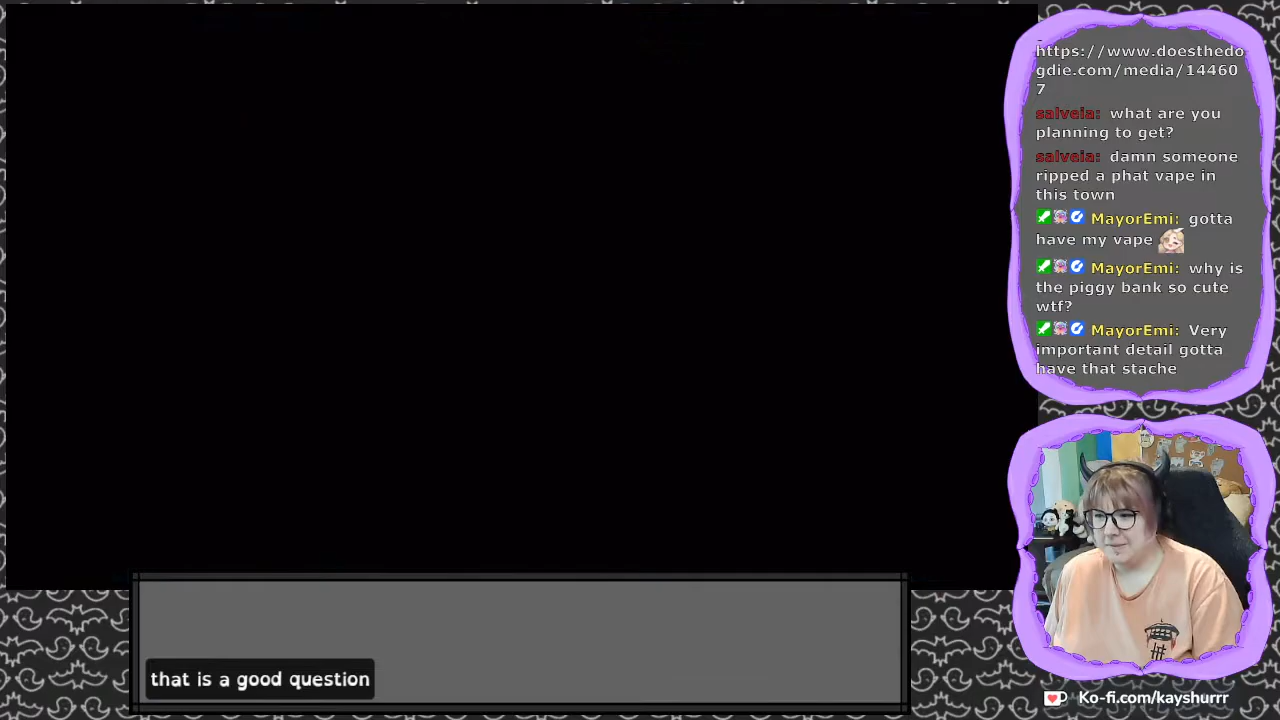 https://www.doesthedo
gdie.com/media/14460
7
salveia: what are you
planning to get?
salveia: damn someone
ripped a phat vape in
this town
MayorEmi: gotta
have my vape
MayorEmi: why is
the piggy bank so cute
wtf?
MayorEmi: Very
important detail gotta
have that stache
that is a good question
Ko-fi.com/kayshurrr